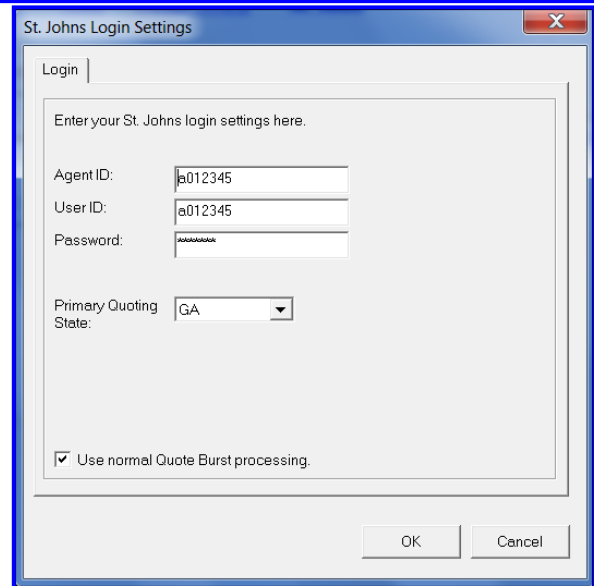 St. Johns Login Settings
Login
Enter your St. Johns login settings here.
Agent ID: a012345
User ID: a012345
Password: *******
Primary Quoting State: GA
Use normal Quote Burst processing.
OK Cancel